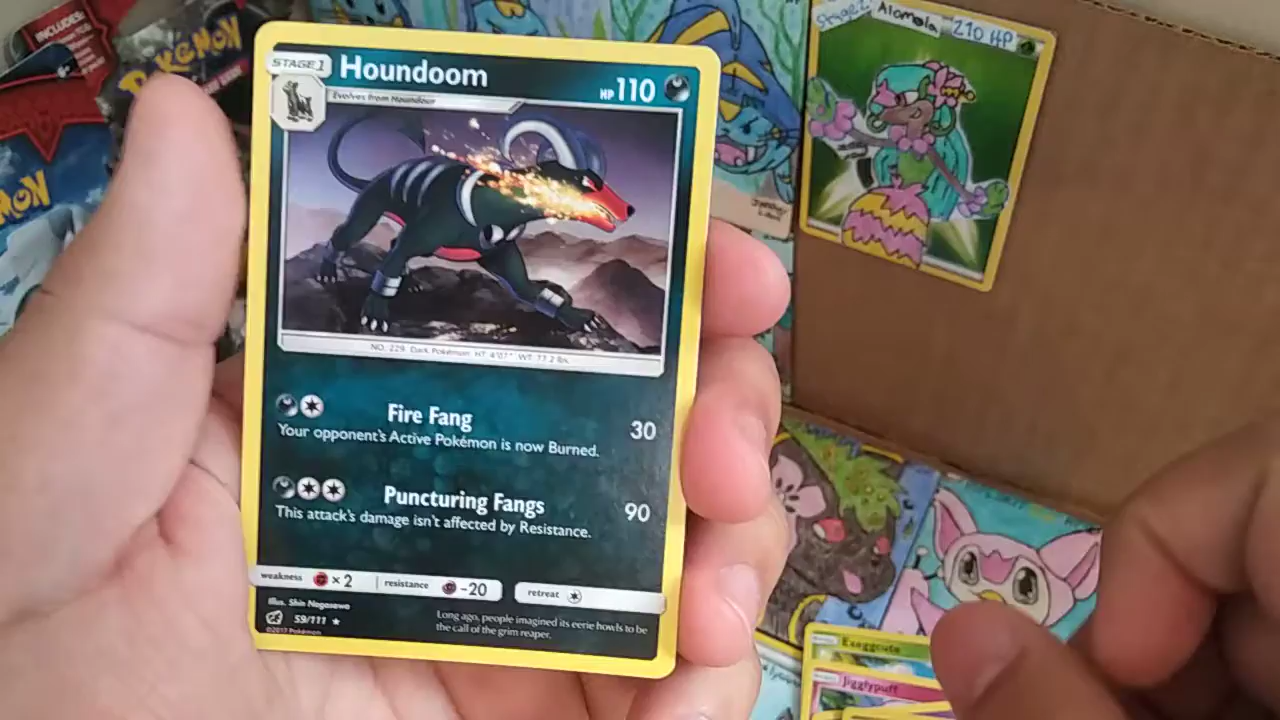 INCLUDES:
POKÉMON
MON
STAGE 1
Houndoom
HP 110
Evolves from Houndour
NO. 229 Dark Pokémon HT: 4'07" WT: 77.2 lbs.
Fire Fang
30
Your opponent's Active Pokémon is now Burned.
Puncturing Fangs
90
This attack's damage isn't affected by Resistance.
weakness × 2 resistance -20 retreat
Illus. Shin Nagasawa
59/111 ★
©2017 Pokémon
Long ago, people imagined its eerie howls to be
the call of the grim reaper.
Alomola 210 HP
Exeggcute
Jigglypuff